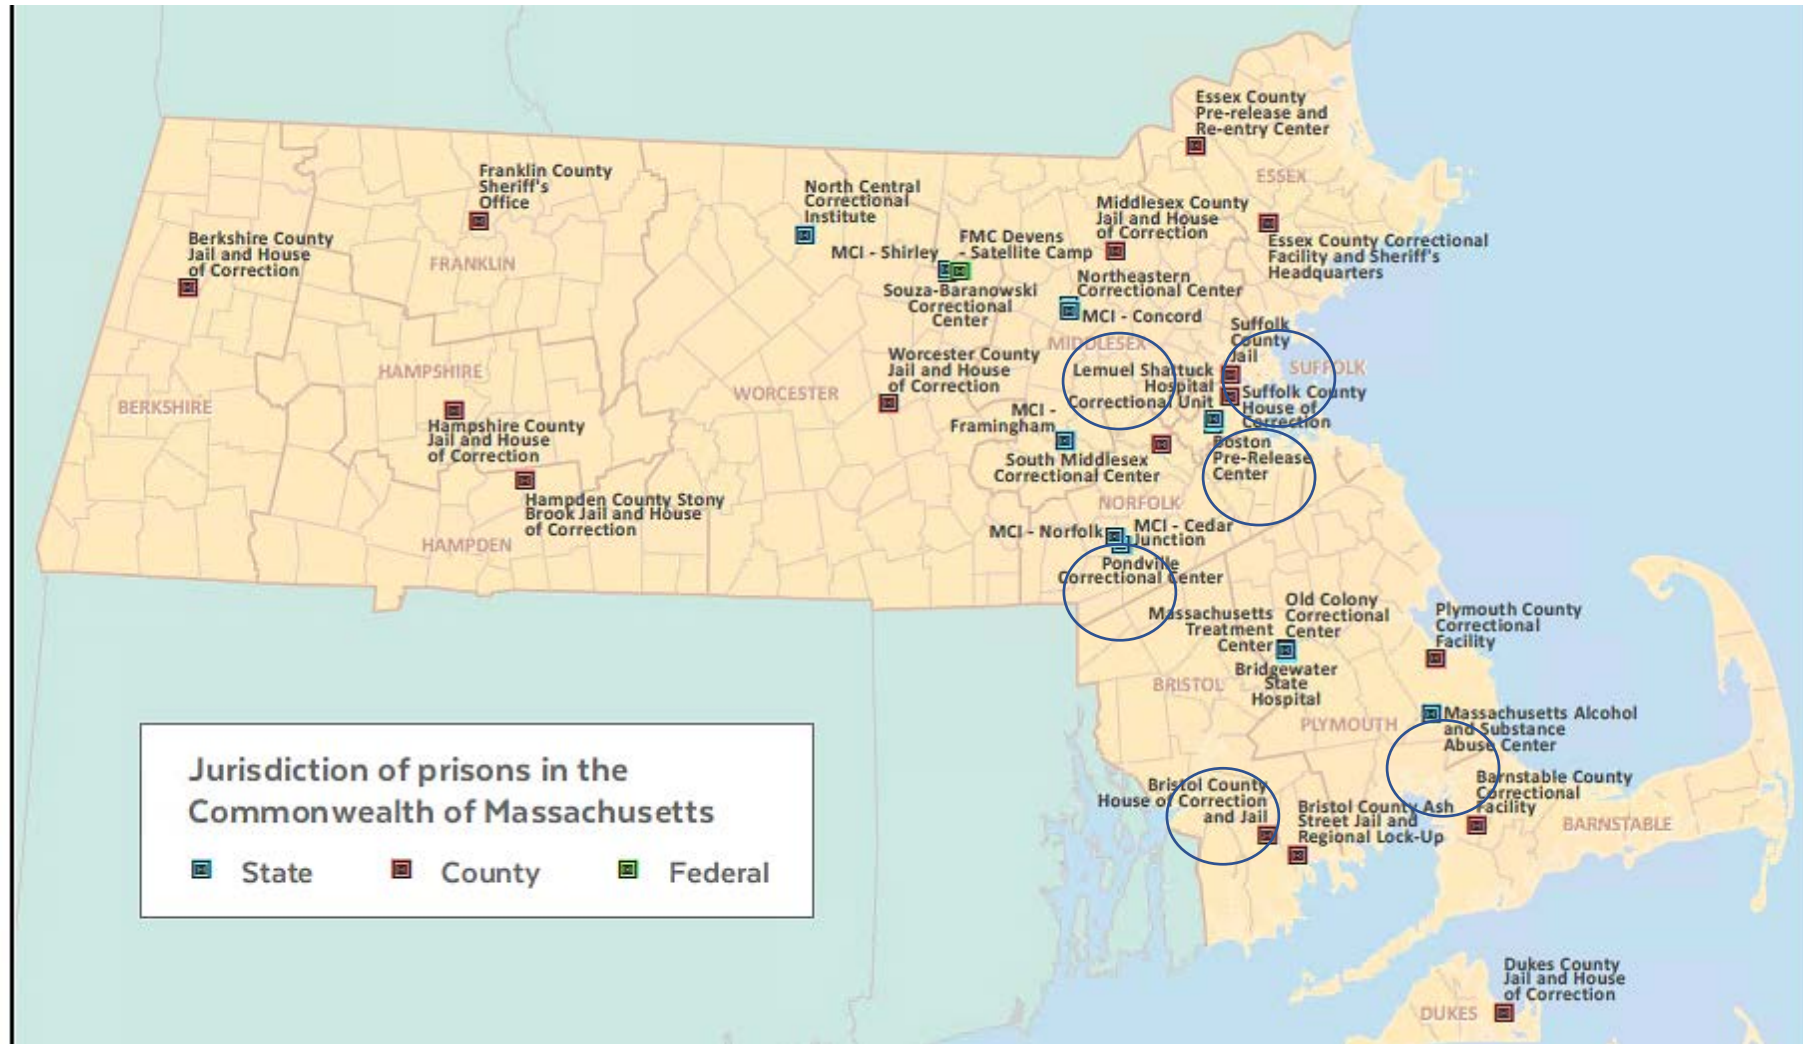 Essex County
Pre-release and
Re-entry Center
ESSEX
Franklin County
Sheriff's
Office
FRANKLIN
North Central
Correctional
Institute
Middlesex County
Jail and House
of Correction
Essex County Correctional
Facility and Sheriff's
Headquarters
Berkshire County
Jail and House
of Correction
MCI - Shirley
FMC Devens
- Satellite Camp
Souza-Baranowski
Correctional
Center
Northeastern
Correctional Center
MCI - Concord
MIDDLESEX
Suffolk
County
Jail
SUFFOLK
Lemuel Shattuck
Hospital
Correctional Unit
Suffolk County
House of
Correction
Worcester County
Jail and House
of Correction
WORCESTER
HAMPSHIRE
BERKSHIRE
Hampshire County
Jail and House
of Correction
MCI -
Framingham
South Middlesex
Correctional Center
Boston
Pre-Release
Center
NORFOLK
Hampden County Stony
Brook Jail and House
of Correction
HAMPDEN
MCI - Norfolk
MCI - Cedar
Junction
Pondville
Correctional Center
Massachusetts
Treatment
Center
Old Colony
Correctional
Center
Bridgewater
State
Hospital
Plymouth County
Correctional
Facility
BRISTOL
PLYMOUTH
Massachusetts Alcohol
and Substance
Abuse Center
Bristol County
House of Correction
and Jail
Bristol County Ash
Street Jail and
Regional Lock-Up
Barnstable County
Correctional
Facility
BARNSTABLE
Dukes County
Jail and House
of Correction
DUKES
Jurisdiction of prisons in the
Commonwealth of Massachusetts
State
County
Federal